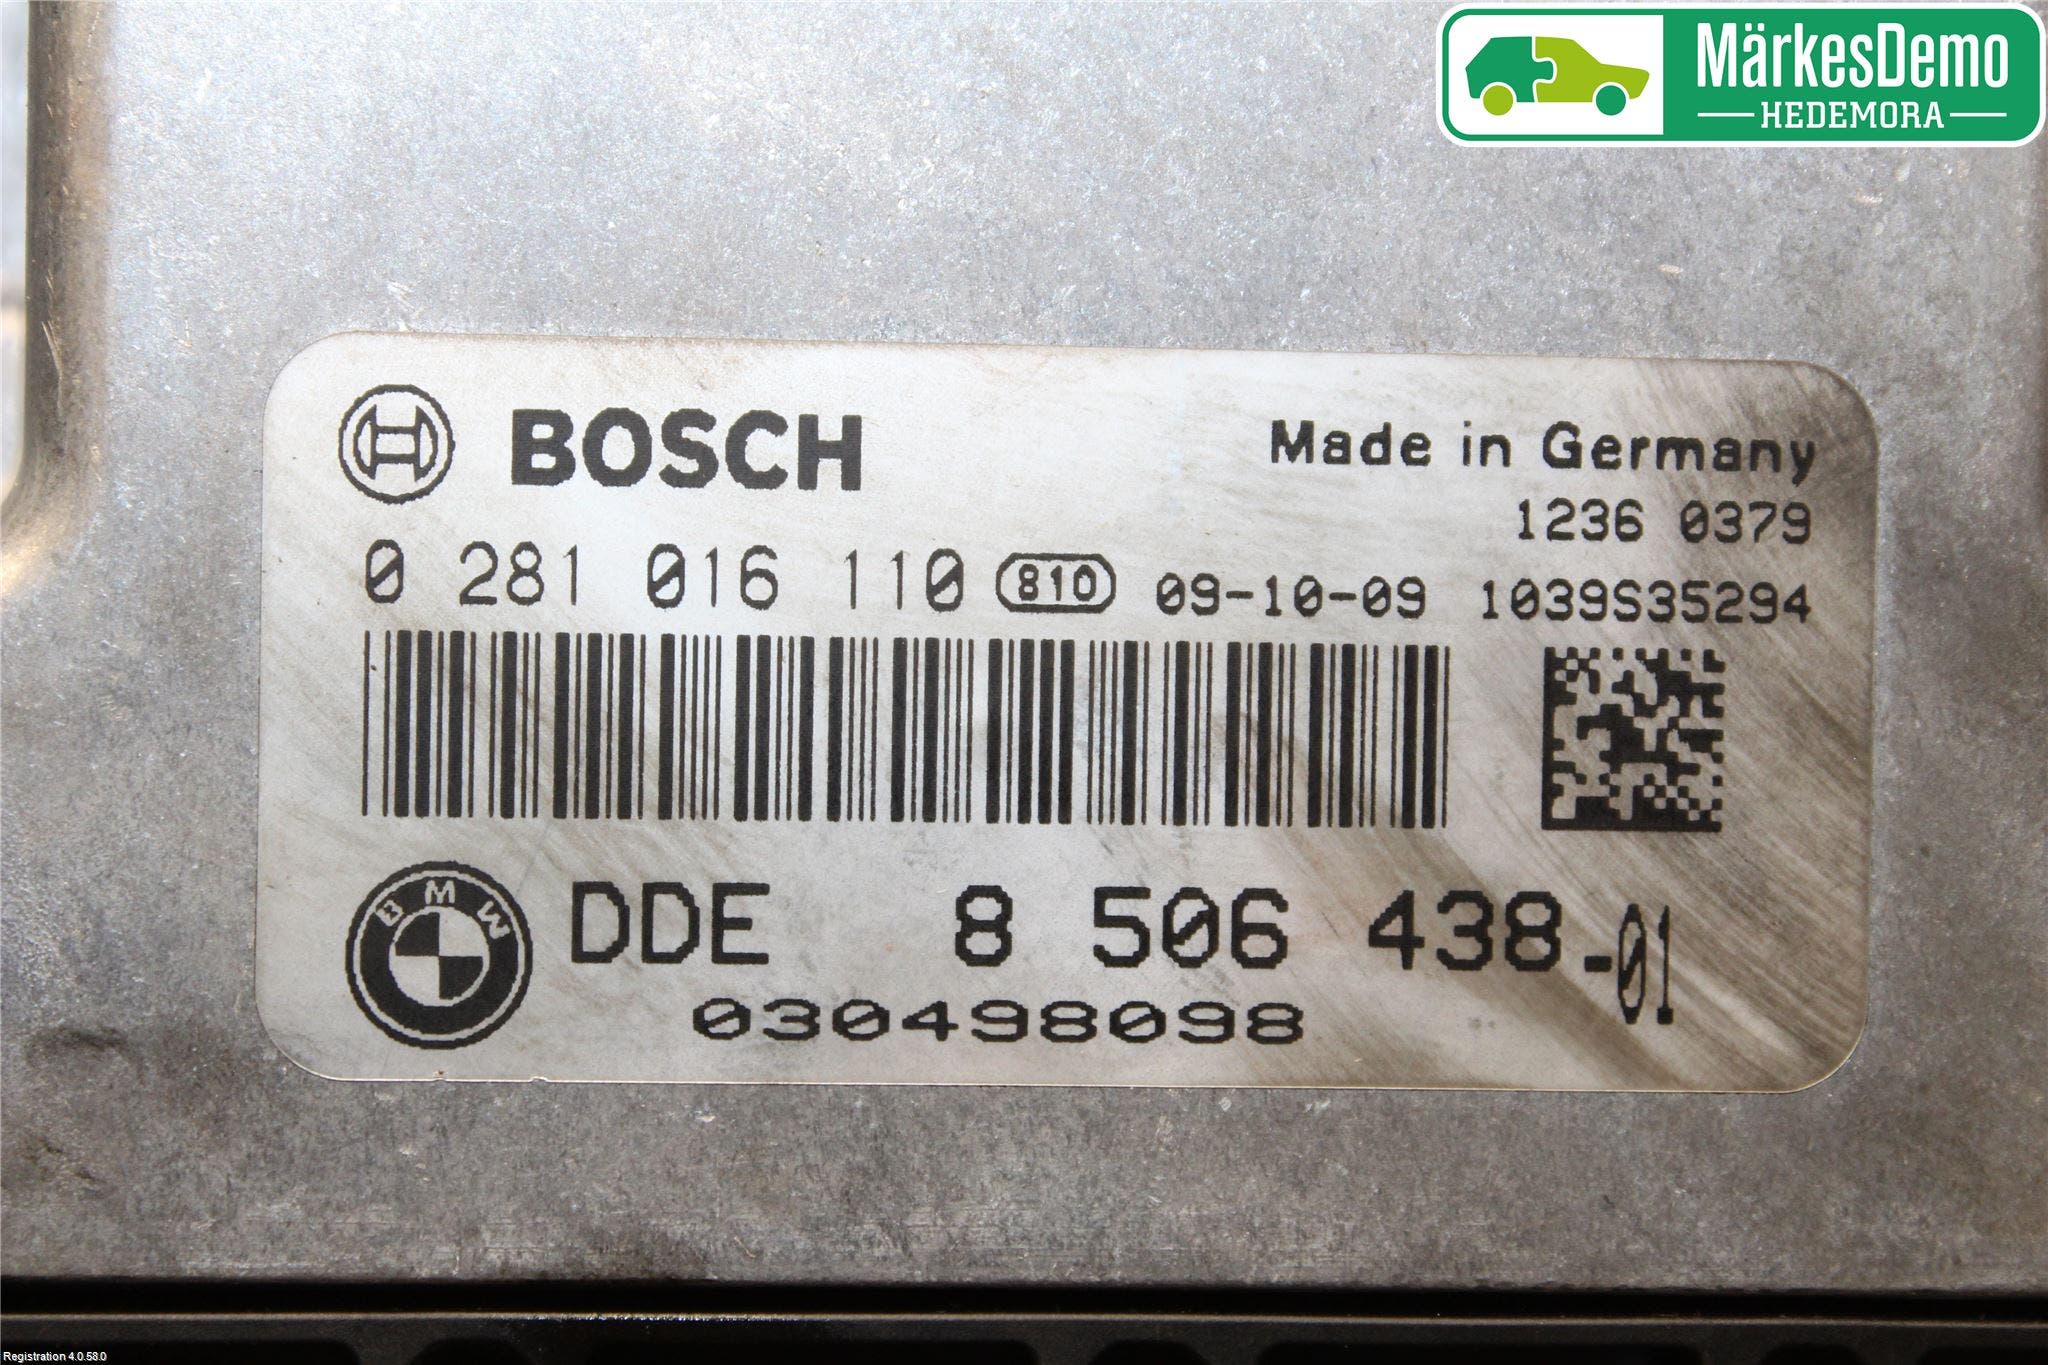 MärkesDemo
HEDEMORA
BOSCH
Made in Germany
1236 0379
0 281 016 110 810 09-10-09 1039S35294
BMW
DDE 8 506 438-01
030498098
Registration 4.0.58.0